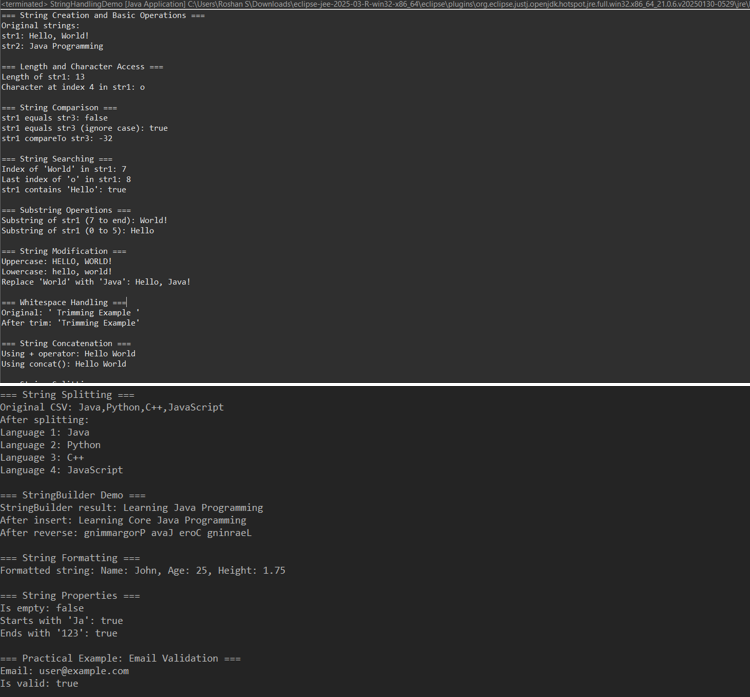 <terminated> StringHandlingDemo [Java Application] C:\Users\Roshan S\Downloads\eclipse-jee-2025-03-R-win32-x86_64\eclipse\plugins\org.eclipse.justj.openjdk.hotspot.jre.full.win32.x86_64_21.0.6.v20250130-0529\jre\
=== String Creation and Basic Operations ===
Original strings:
str1: Hello, World!
str2: Java Programming
=== Length and Character Access ===
Length of str1: 13
Character at index 4 in str1: o
=== String Comparison ===
str1 equals str3: false
str1 equals str3 (ignore case): true
str1 compareTo str3: -32
=== String Searching ===
Index of 'World' in str1: 7
Last index of 'o' in str1: 8
str1 contains 'Hello': true
=== Substring Operations ===
Substring of str1 (7 to end): World!
Substring of str1 (0 to 5): Hello
=== String Modification ===
Uppercase: HELLO, WORLD!
Lowercase: hello, world!
Replace 'World' with 'Java': Hello, Java!
=== Whitespace Handling ===
Original: ' Trimming Example '
After trim: 'Trimming Example'
=== String Concatenation ===
Using + operator: Hello World
Using concat(): Hello World
=== String Splitting ===
Original CSV: Java,Python,C++,JavaScript
After splitting:
Language 1: Java
Language 2: Python
Language 3: C++
Language 4: JavaScript
=== StringBuilder Demo ===
StringBuilder result: Learning Java Programming
After insert: Learning Core Java Programming
After reverse: gnimmargorP avaJ eroC gninraeL
=== String Formatting ===
Formatted string: Name: John, Age: 25, Height: 1.75
=== String Properties ===
Is empty: false
Starts with 'Ja': true
Ends with '123': true
=== Practical Example: Email Validation ===
Email: user@example.com
Is valid: true